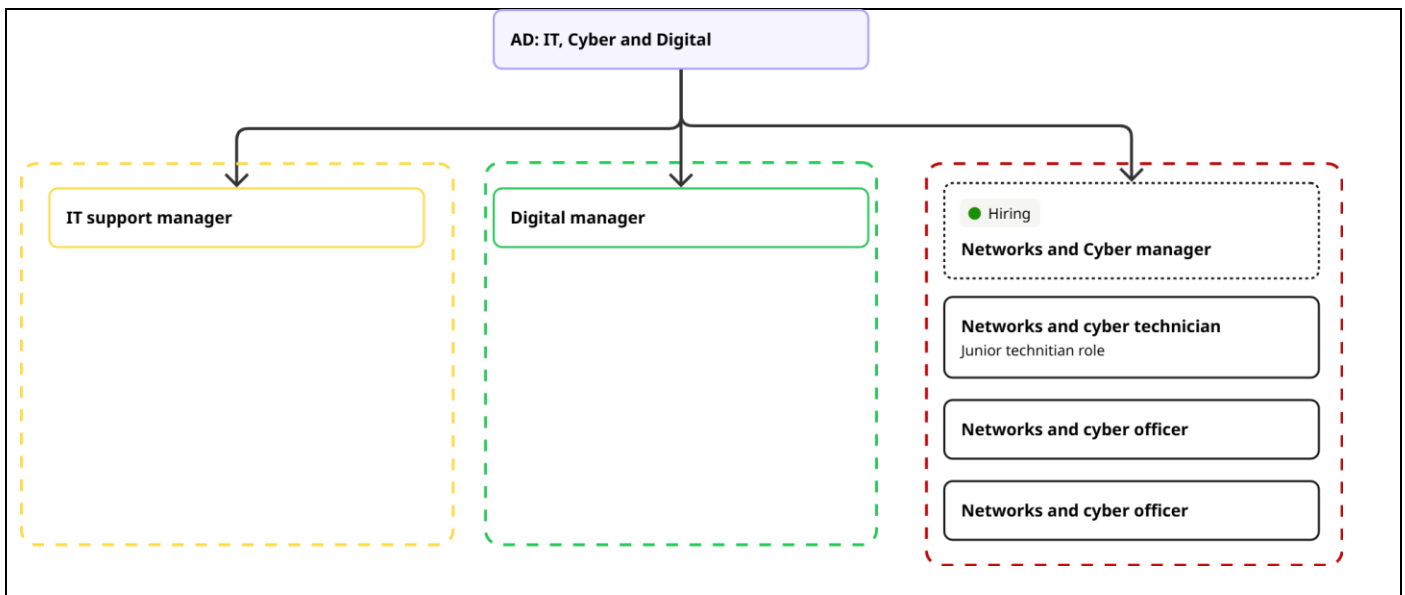 AD: IT, Cyber and Digital
IT support manager
Digital manager
Hiring
Networks and Cyber manager
Networks and cyber technician
Junior technitian role
Networks and cyber officer
Networks and cyber officer